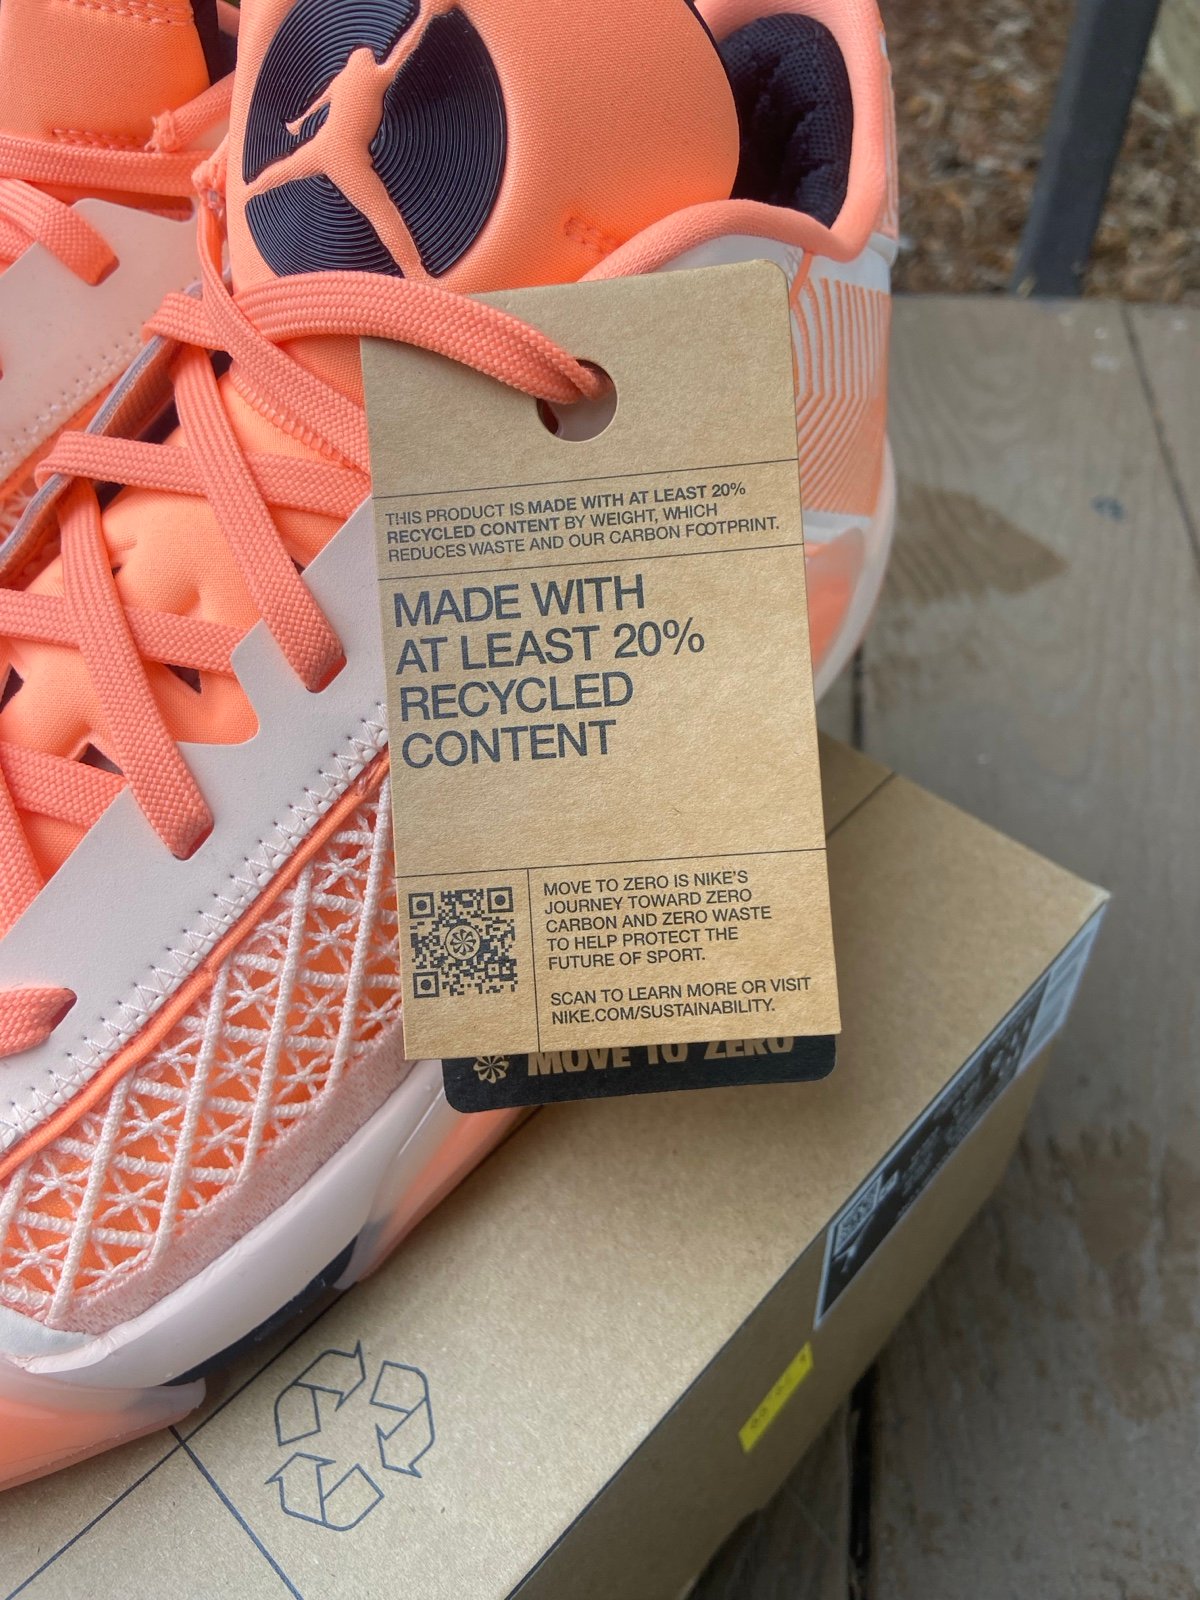 THIS PRODUCT IS MADE WITH AT LEAST 20%
RECYCLED CONTENT BY WEIGHT, WHICH
REDUCES WASTE AND OUR CARBON FOOTPRINT.
MADE WITH
AT LEAST 20%
RECYCLED
CONTENT
MOVE TO ZERO IS NIKE'S
JOURNEY TOWARD ZERO
CARBON AND ZERO WASTE
TO HELP PROTECT THE
FUTURE OF SPORT.
SCAN TO LEARN MORE OR VISIT
NIKE.COM/SUSTAINABILITY.
MOVE TO ZERO